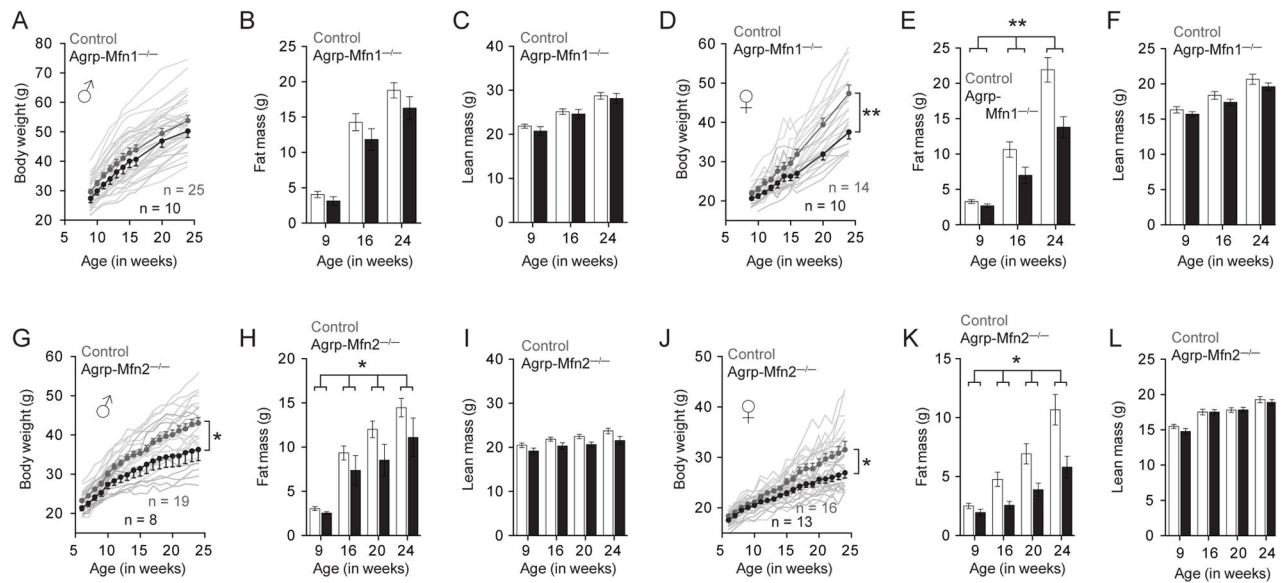 A
Control
Agrp-Mfn1−/−
♂
Body weight (g)
80
70
60
50
40
30
20
n = 25
n = 10
5 10 15 20 25
Age (in weeks)
B
Control
Agrp-Mfn1−/−
Fat mass (g)
25
20
15
10
5
0
9 16 24
Age (in weeks)
C
Control
Agrp-Mfn1−/−
Lean mass (g)
40
30
20
10
0
9 16 24
Age (in weeks)
D
Control
Agrp-Mfn1−/−
♀
Body weight (g)
60
50
40
30
20
**
n = 14
n = 10
5 10 15 20 25
Age (in weeks)
E
**
Control
Agrp-
Mfn1−/−
Fat mass (g)
25
20
15
10
5
0
9 16 24
Age (in weeks)
F
Control
Agrp-Mfn1−/−
Lean mass (g)
25
20
15
10
5
0
9 16 24
Age (in weeks)
G
Control
Agrp-Mfn2−/−
♂
Body weight (g)
60
50
40
30
20
*
n = 19
n = 8
5 10 15 20 25
Age (in weeks)
H
Control
Agrp-Mfn2−/−
*
Fat mass (g)
20
15
10
5
0
9 16 20 24
Age (in weeks)
I
Control
Agrp-Mfn2−/−
Lean mass (g)
40
30
20
10
0
9 16 20 24
Age (in weeks)
J
Control
Agrp-Mfn2−/−
♀
Body weight (g)
50
40
30
20
*
n = 16
n = 13
5 10 15 20 25
Age (in weeks)
K
Control
Agrp-Mfn2−/−
*
Fat mass (g)
15
10
5
0
9 16 20 24
Age (in weeks)
L
Control
Agrp-Mfn2−/−
Lean mass (g)
25
20
15
10
5
0
9 16 20 24
Age (in weeks)